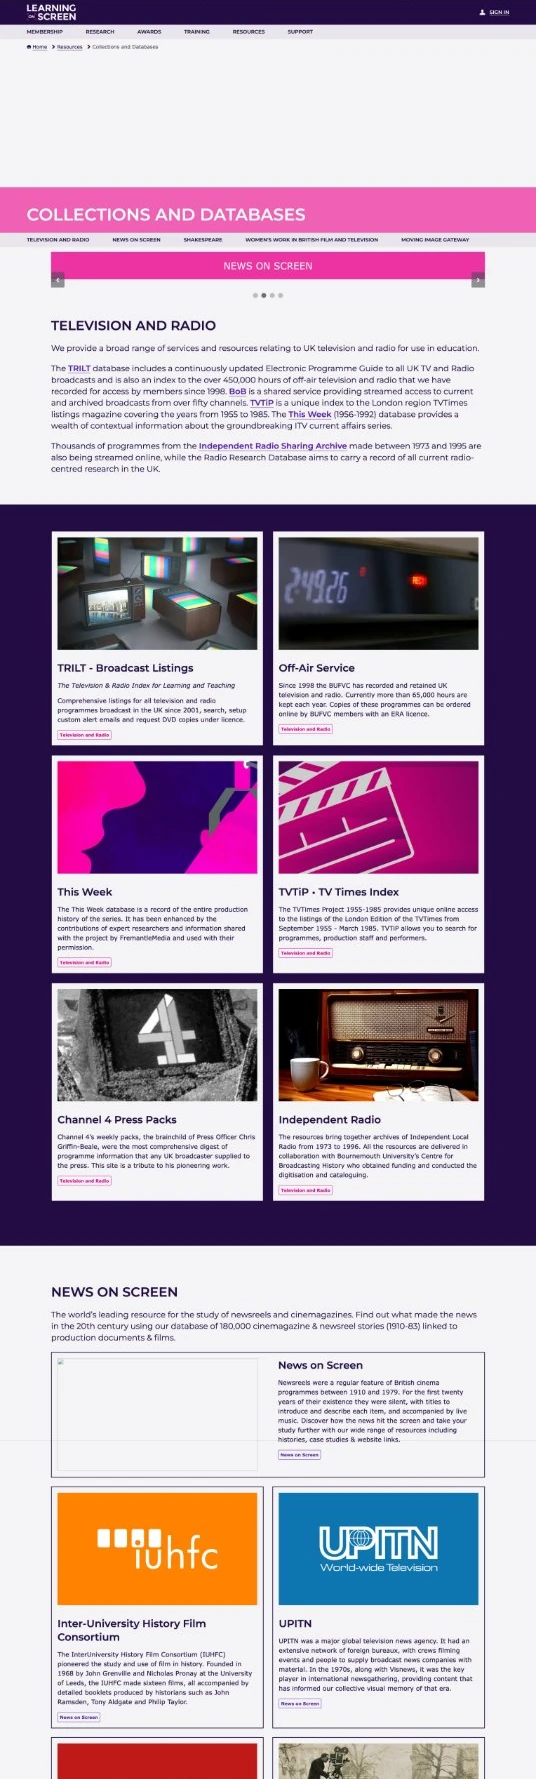 LEARNING
ON SCREEN
SIGN IN
MEMBERSHIP RESEARCH AWARDS TRAINING RESOURCES SUPPORT
Home Resources Collections and Databases
COLLECTIONS AND DATABASES
TELEVISION AND RADIO NEWS ON SCREEN SHAKESPEARE WOMEN'S WORK IN BRITISH FILM AND TELEVISION MOVING IMAGE GATEWAY
NEWS ON SCREEN
TELEVISION AND RADIO
We provide a broad range of services and resources relating to UK television and radio for use in education.
The TRILT database includes a continuously updated Electronic Programme Guide to all UK TV and Radio
broadcasts and is also an index to the over 450,000 hours of off-air television and radio that we have
recorded for access by members since 1998. BoB is a shared service providing streamed access to current
and archived broadcasts from over fifty channels. TVTiP is a unique index to the London region TVTimes
listings magazine covering the years from 1955 to 1985. The This Week (1956-1992) database provides a
wealth of contextual information about the groundbreaking ITV current affairs series.
Thousands of programmes from the Independent Radio Sharing Archive made between 1973 and 1995 are
also being streamed online, while the Radio Research Database aims to carry a record of all current radio-
centred research in the UK.
TRILT - Broadcast Listings
The Television & Radio Index for Learning and Teaching
Comprehensive listings for all television and radio
programmes broadcast in the UK since 2001, search, setup
custom alert emails and request DVD copies under licence.
Television and Radio
2:49.26
REC
Off-Air Service
Since 1998 the BUFVC has recorded and retained UK
television and radio. Currently more than 65,000 hours are
kept each year. Copies of these programmes can be ordered
online by BUFVC members with an ERA licence.
Television and Radio
This Week
The This Week database is a record of the entire production
history of the series. It has been enhanced by the
contributions of expert researchers and information shared
with the project by FremantleMedia and used with their
permission.
Television and Radio
TVTiP • TV Times Index
The TVTimes Project 1955-1985 provides unique online access
to the listings of the London Edition of the TVTimes from
September 1955 - March 1985. TVTiP allows you to search for
programmes, production staff and performers.
Television and Radio
4
Channel 4 Press Packs
Channel 4's weekly packs, the brainchild of Press Officer Chris
Griffin-Beale, were the most comprehensive digest of
programme information that any UK broadcaster supplied to
the press. This site is a tribute to his pioneering work.
Television and Radio
Independent Radio
The resources bring together archives of Independent Local
Radio from 1973 to 1996. All the resources are delivered in
collaboration with Bournemouth University's Centre for
Broadcasting History who obtained funding and conducted the
digitisation and cataloguing.
Television and Radio
NEWS ON SCREEN
The world's leading resource for the study of newsreels and cinemagazines. Find out what made the news
in the 20th century using our database of 180,000 cinemagazine & newsreel stories (1910-83) linked to
production documents & films.
News on Screen
Newsreels were a regular feature of British cinema
programmes between 1910 and 1979. For the first twenty
years of their existence they were silent, with titles to
introduce and describe each item, and accompanied by live
music. Discover how the news hit the screen and take your
study further with our wide range of resources including
histories, case studies & website links.
News on Screen
iuhfc
Inter-University History Film
Consortium
The InterUniversity History Film Consortium (IUHFC)
pioneered the study and use of film in history. Founded in
1968 by John Grenville and Nicholas Pronay at the University
of Leeds, the IUHFC made sixteen films, all accompanied by
detailed booklets produced by historians such as John
Ramsden, Tony Aldgate and Philip Taylor.
News on Screen
UPITN
World-wide Television
UPITN
UPITN was a major global television news agency. It had an
extensive network of foreign bureaux, with crews filming
events and people to supply broadcast news companies with
material. In the 1970s, along with Visnews, it was the key
player in international newsgathering, providing content that
has informed our collective visual memory of that era.
News on Screen